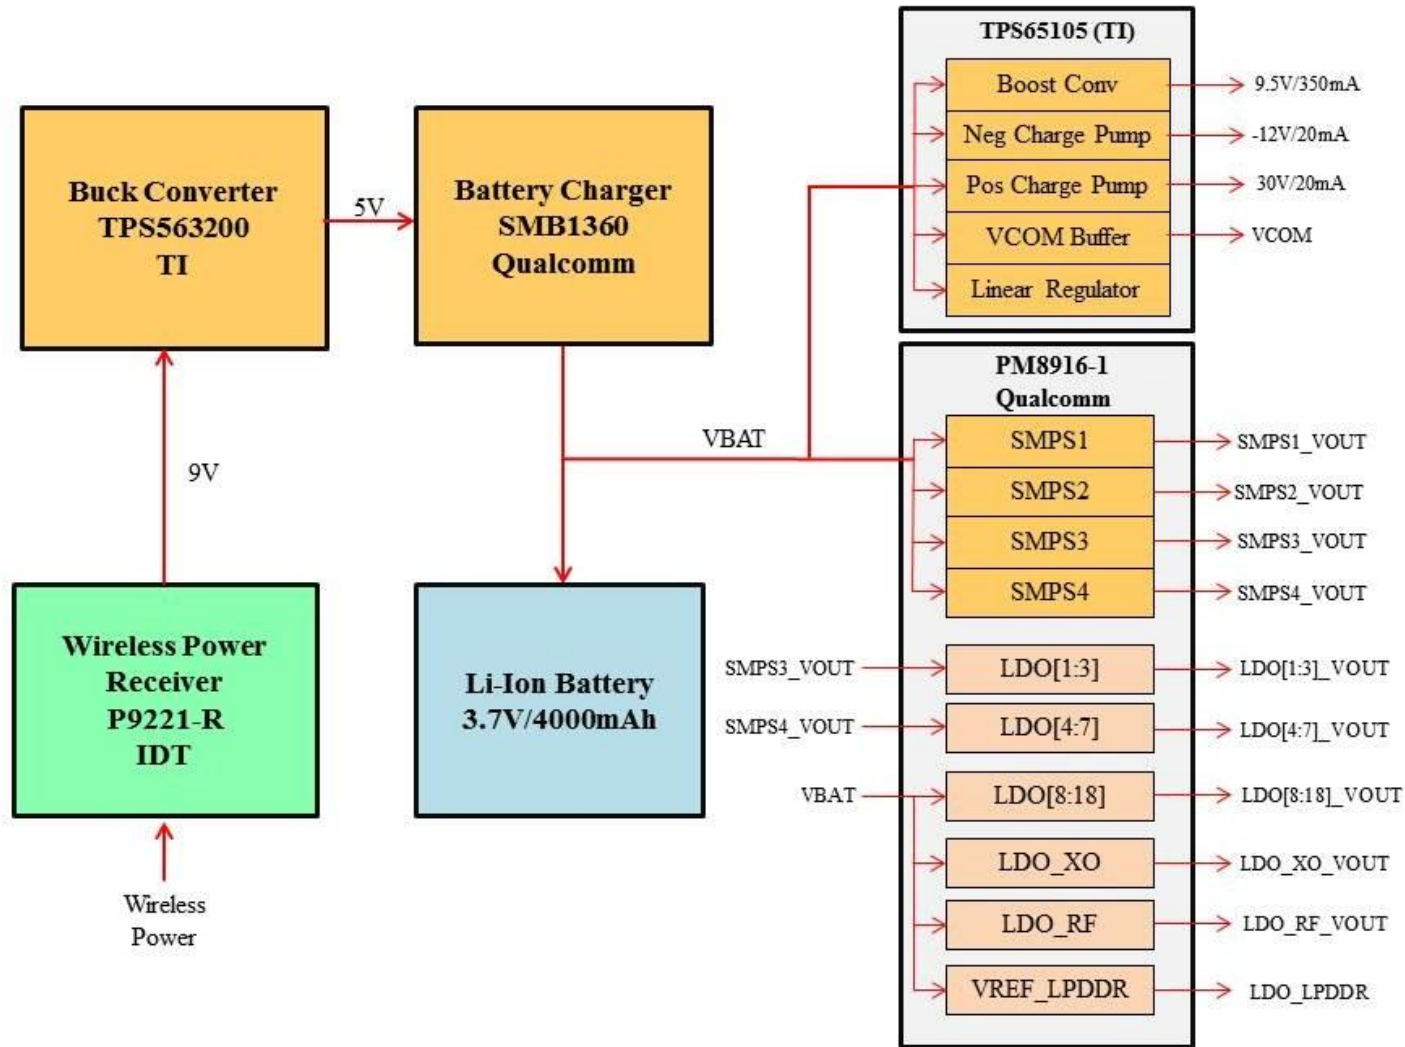 TPS65105 (TI)
Boost Conv
9.5V/350mA
Neg Charge Pump
-12V/20mA
Pos Charge Pump
30V/20mA
VCOM Buffer
VCOM
Linear Regulator
Buck Converter
TPS563200
TI
5V
Battery Charger
SMB1360
Qualcomm
9V
VBAT
PM8916-1
Qualcomm
SMPS1
SMPS1_VOUT
SMPS2
SMPS2_VOUT
SMPS3
SMPS3_VOUT
SMPS4
SMPS4_VOUT
Wireless Power
Receiver
P9221-R
IDT
Li-Ion Battery
3.7V/4000mAh
SMPS3_VOUT
LDO[1:3]
LDO[1:3]_VOUT
SMPS4_VOUT
LDO[4:7]
LDO[4:7]_VOUT
VBAT
LDO[8:18]
LDO[8:18]_VOUT
LDO_XO
LDO_XO_VOUT
LDO_RF
LDO_RF_VOUT
VREF_LPDDR
LDO_LPDDR
Wireless
Power